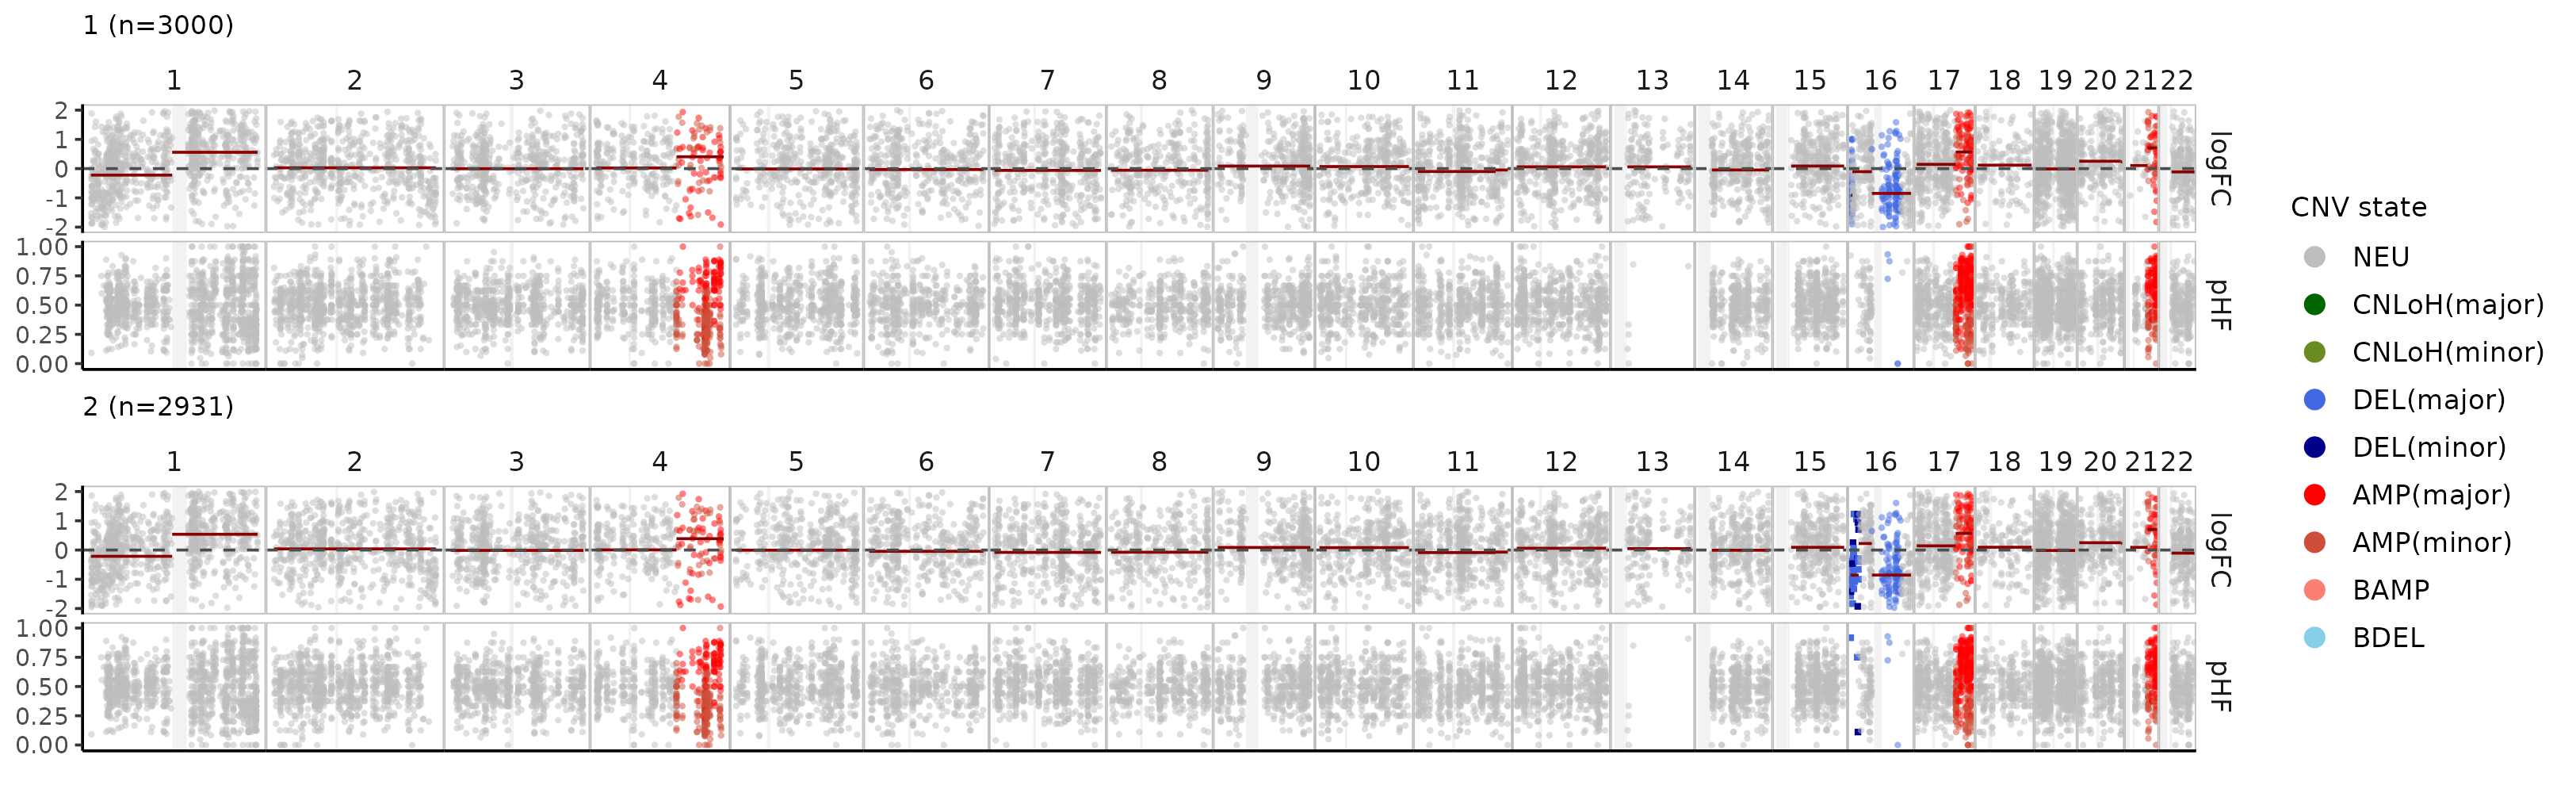 1 (n=3000)
1 2 3 4 5 6 7 8 9 10 11 12 13 14 15 16 17 18 19 20 21 22
2
1
0
-1
-2
logFC
1.00
0.75
0.50
0.25
0.00
pHF
2 (n=2931)
1 2 3 4 5 6 7 8 9 10 11 12 13 14 15 16 17 18 19 20 21 22
2
1
0
-1
-2
logFC
1.00
0.75
0.50
0.25
0.00
pHF
CNV state
NEU
CNLoH(major)
CNLoH(minor)
DEL(major)
DEL(minor)
AMP(major)
AMP(minor)
BAMP
BDEL